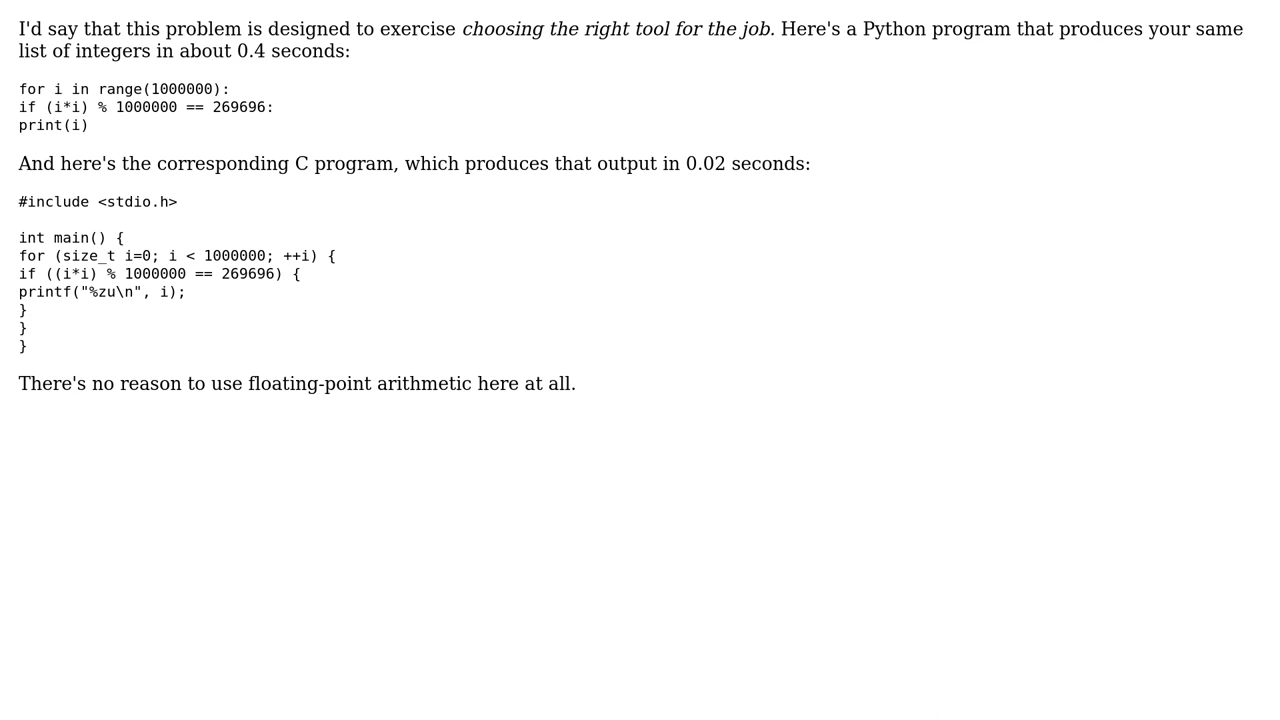 I'd say that this problem is designed to exercise choosing the right tool for the job. Here's a Python program that produces your same
list of integers in about 0.4 seconds:
for i in range(1000000):
if (i*i) % 1000000 == 269696:
print(i)
And here's the corresponding C program, which produces that output in 0.02 seconds:
#include <stdio.h>
int main() {
for (size_t i=0; i < 1000000; ++i) {
if ((i*i) % 1000000 == 269696) {
printf("%zu\n", i);
}
}
}
There's no reason to use floating-point arithmetic here at all.